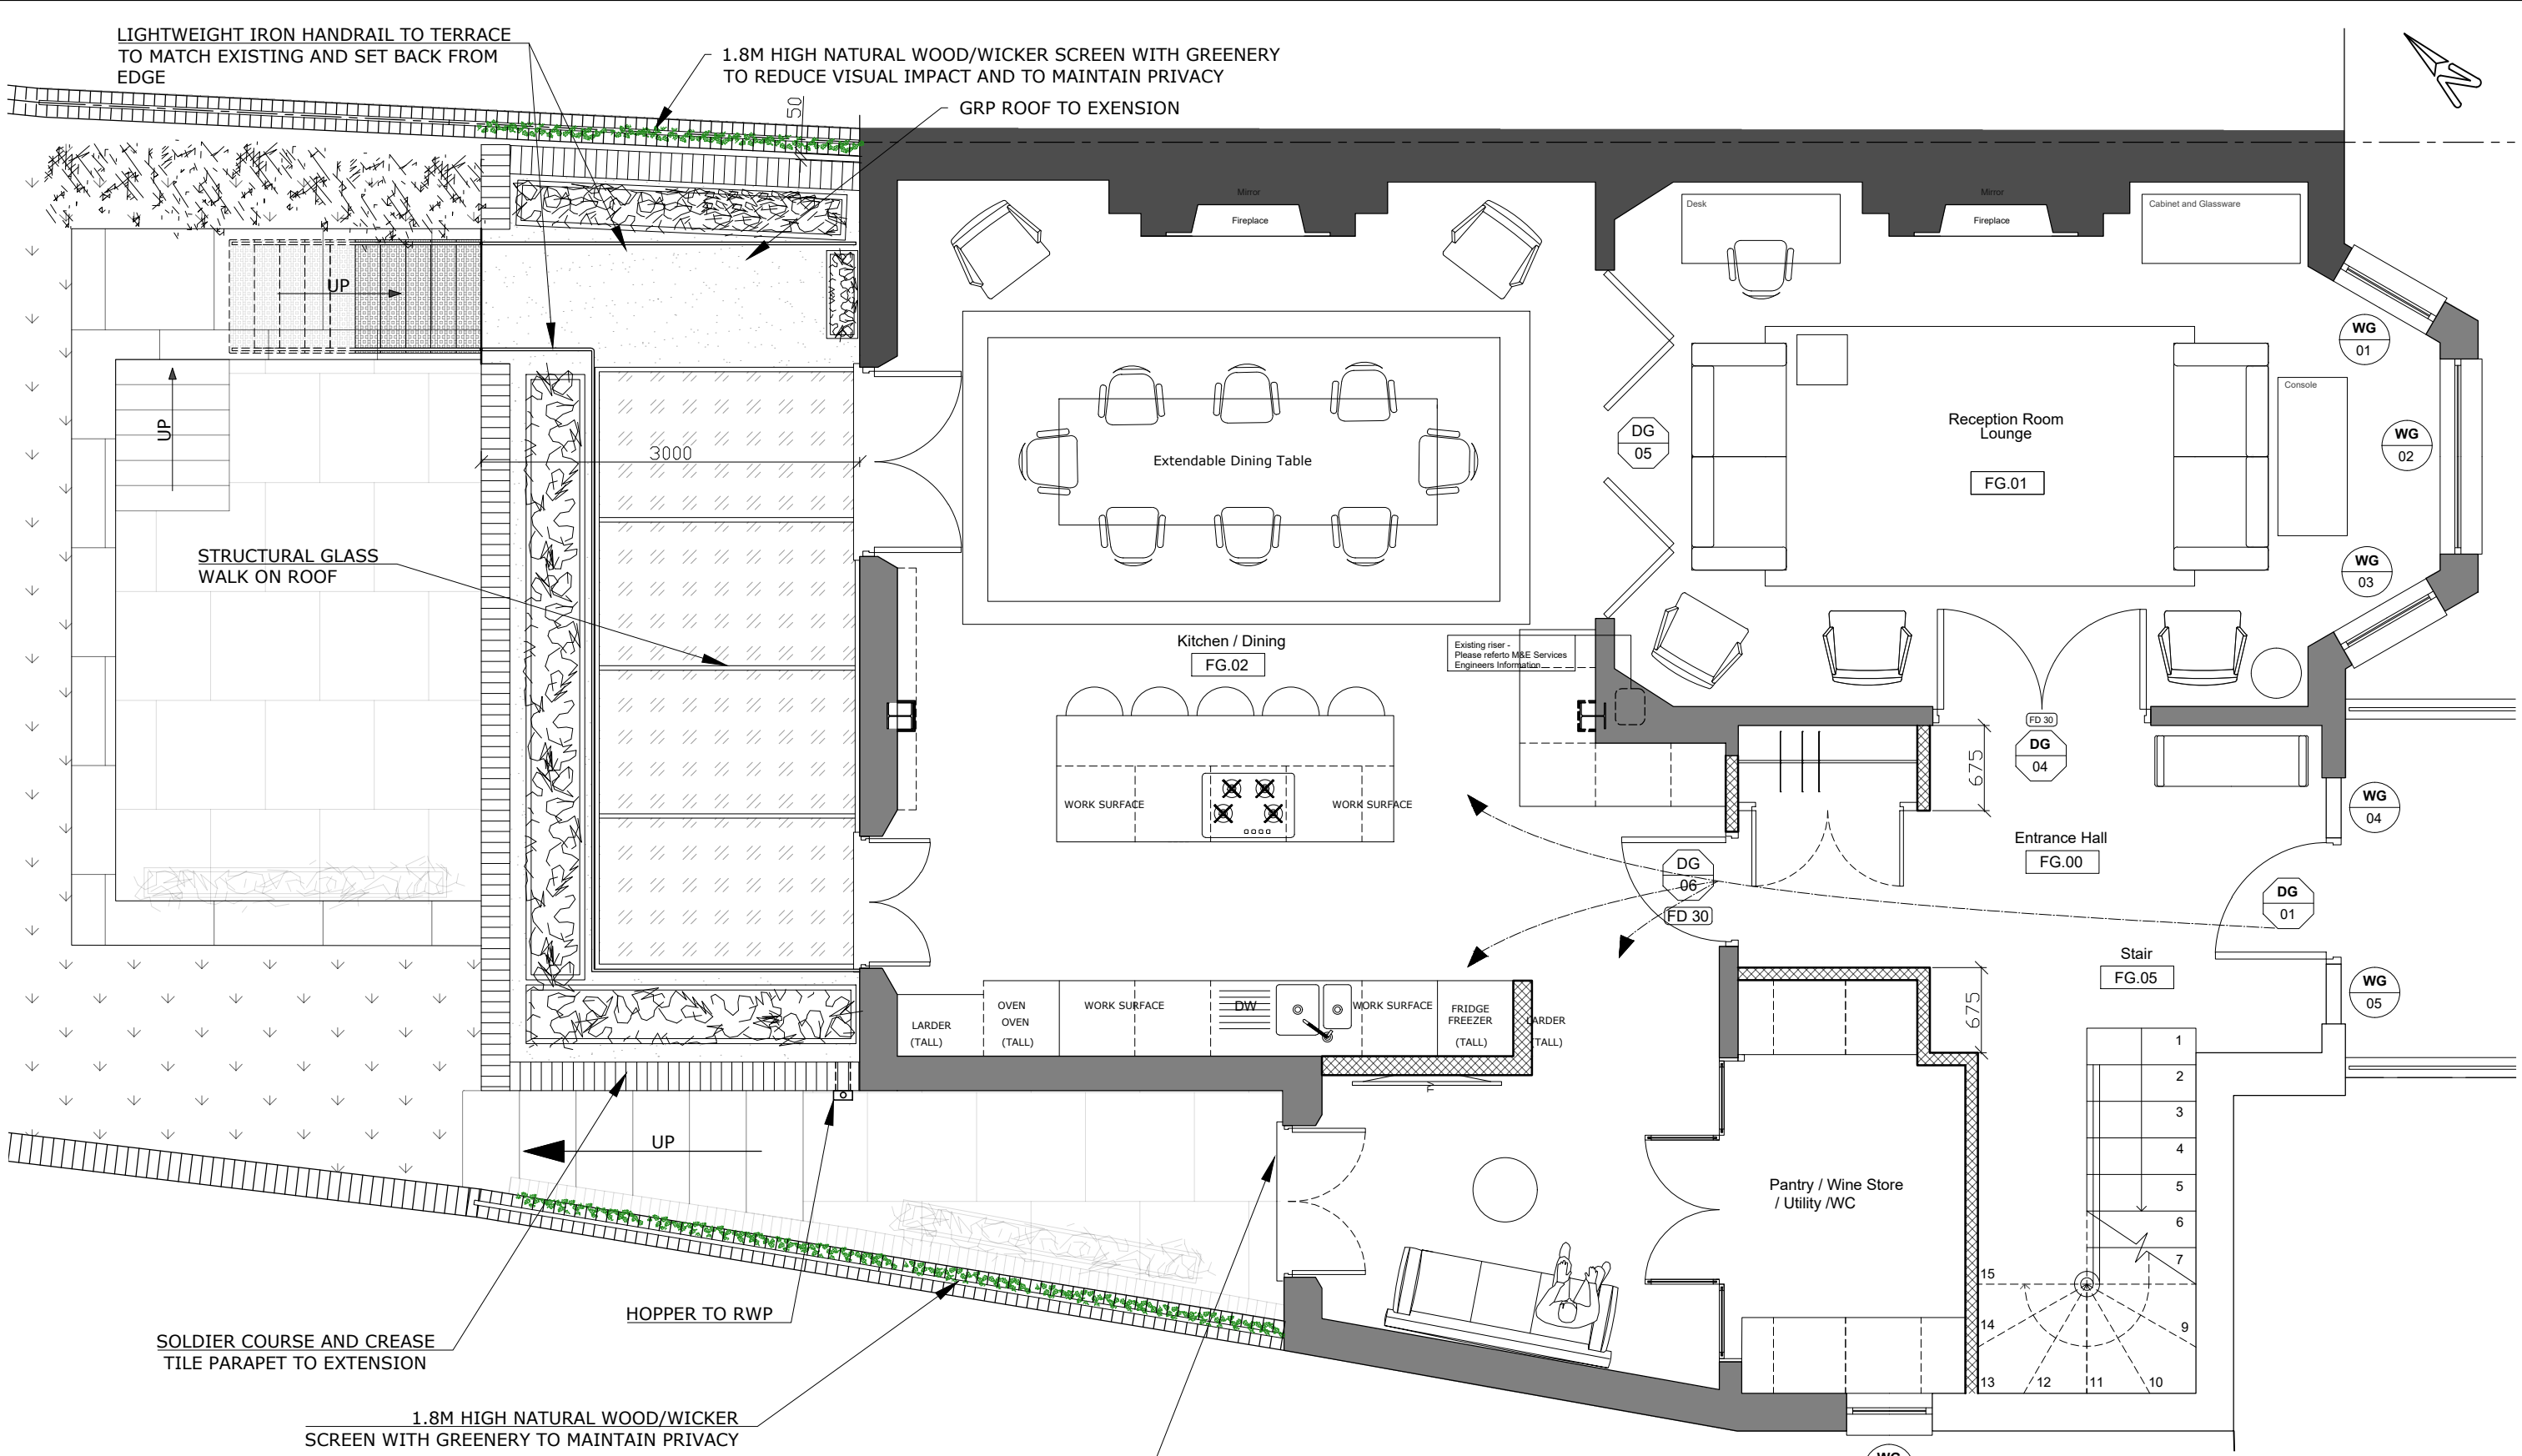 LIGHTWEIGHT IRON HANDRAIL TO TERRACE
TO MATCH EXISTING AND SET BACK FROM
EDGE
1.8M HIGH NATURAL WOOD/WICKER SCREEN WITH GREENERY
TO REDUCE VISUAL IMPACT AND TO MAINTAIN PRIVACY
50
GRP ROOF TO EXENSION
Mirror
Fireplace
Mirror
Fireplace
Desk
Cabinet and Glassware
UP
UP
WG
01
Console
Reception Room
Lounge
FG.01
WG
02
DG
05
3000
Extendable Dining Table
STRUCTURAL GLASS
WALK ON ROOF
WG
03
Kitchen / Dining
FG.02
Existing riser -
Please referto M&E Services
Engineers Information
FD 30
DG
04
675
WORK SURFACE
WORK SURFACE
WG
04
Entrance Hall
FG.00
DG
06
FD 30
DG
01
Stair
FG.05
WG
05
675
LARDER
(TALL)
OVEN
OVEN
(TALL)
WORK SURFACE
DW
WORK SURFACE
FRIDGE
FREEZER
(TALL)
LARDER
(TALL)
TV
1
2
3
4
5
6
7
UP
Pantry / Wine Store
/ Utility /WC
15
14
9
13
12
11
10
HOPPER TO RWP
SOLDIER COURSE AND CREASE
TILE PARAPET TO EXTENSION
1.8M HIGH NATURAL WOOD/WICKER
SCREEN WITH GREENERY TO MAINTAIN PRIVACY
WG